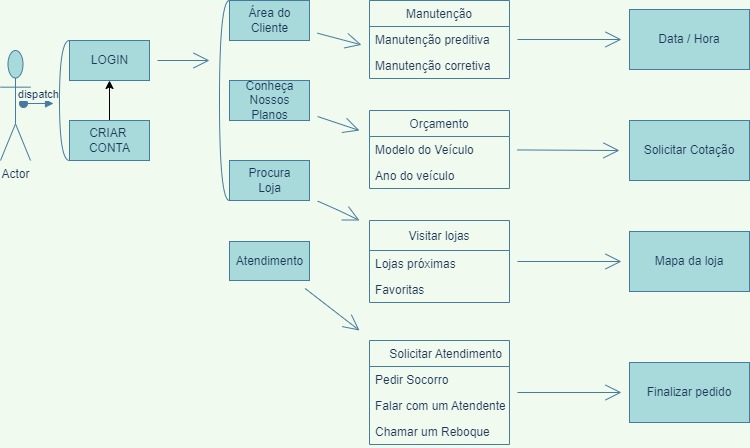 Actor
dispatch
LOGIN
CRIAR
CONTA
Área do
Cliente
Conheça
Nossos
Planos
Procura
Loja
Atendimento
Manutenção
Manutenção preditiva
Manutenção corretiva
Orçamento
Modelo do Veículo
Ano do veículo
Visitar lojas
Lojas próximas
Favoritas
Solicitar Atendimento
Pedir Socorro
Falar com um Atendente
Chamar um Reboque
Data / Hora
Solicitar Cotação
Mapa da loja
Finalizar pedido